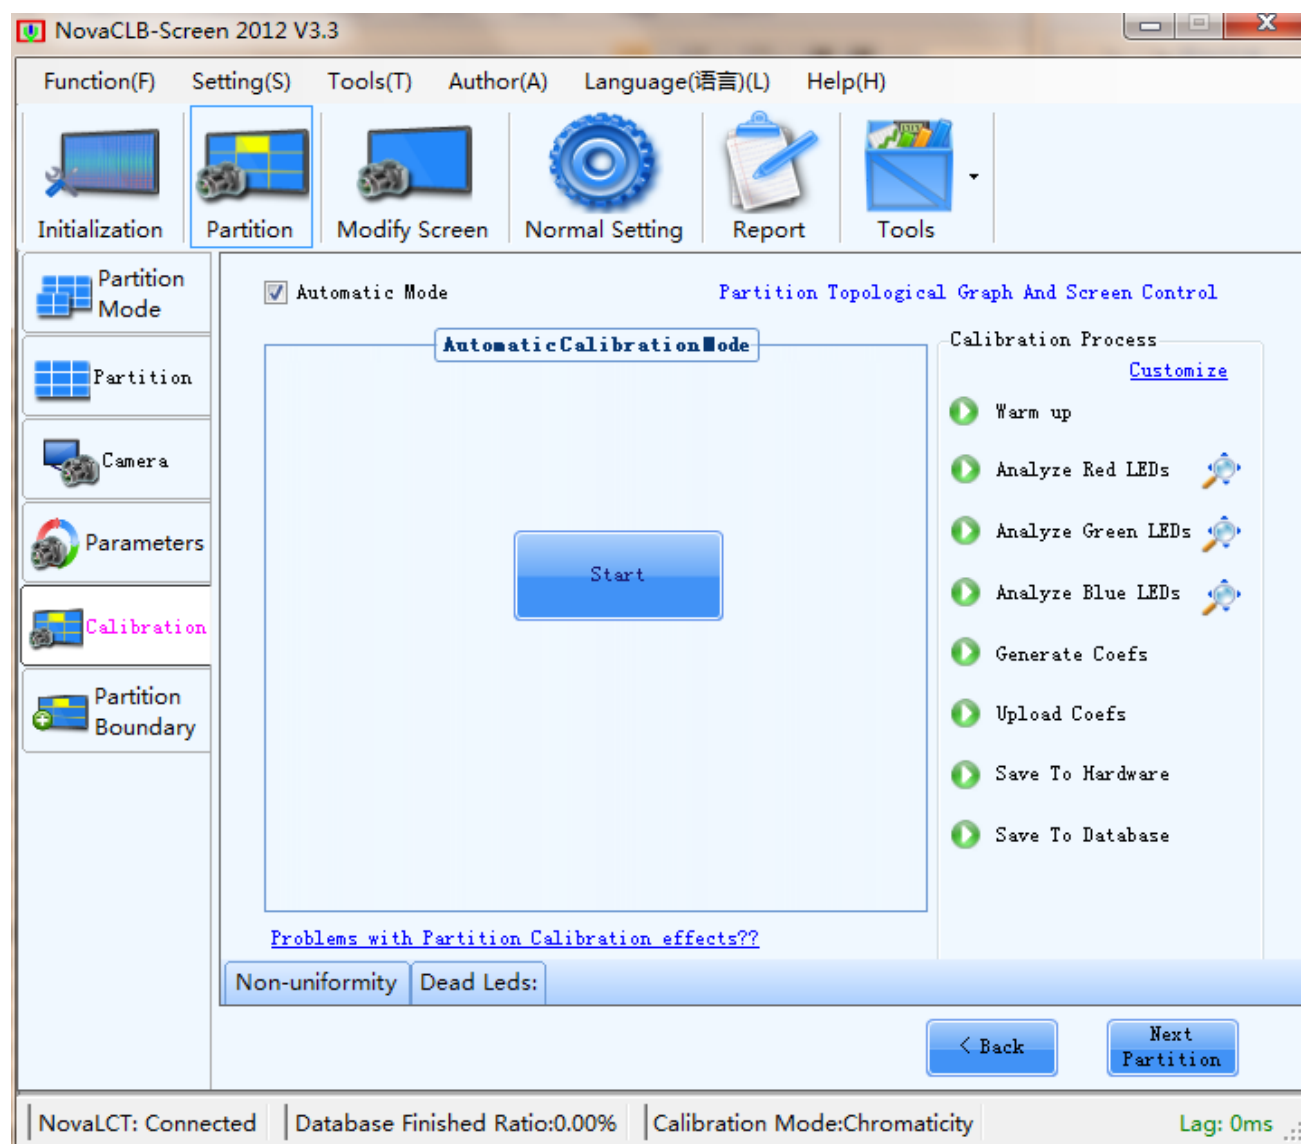 NovaCLB-Screen 2012 V3.3
Function(F) Setting(S) Tools(T) Author(A) Language(语言)(L) Help(H)
Initialization Partition Modify Screen Normal Setting Report Tools
Partition
Mode
Partition
Camera
Parameters
Calibration
Partition
Boundary
Automatic Mode
Partition Topological Graph And Screen Control
AutomaticCalibrationMode
Start
Problems with Partition Calibration effects??
Calibration Process
Customize
Warm up
Analyze Red LEDs
Analyze Green LEDs
Analyze Blue LEDs
Generate Coefs
Upload Coefs
Save To Hardware
Save To Database
Non-uniformity Dead Leds:
< Back
Next
Partition
NovaLCT: Connected Database Finished Ratio:0.00% Calibration Mode:Chromaticity Lag: 0ms